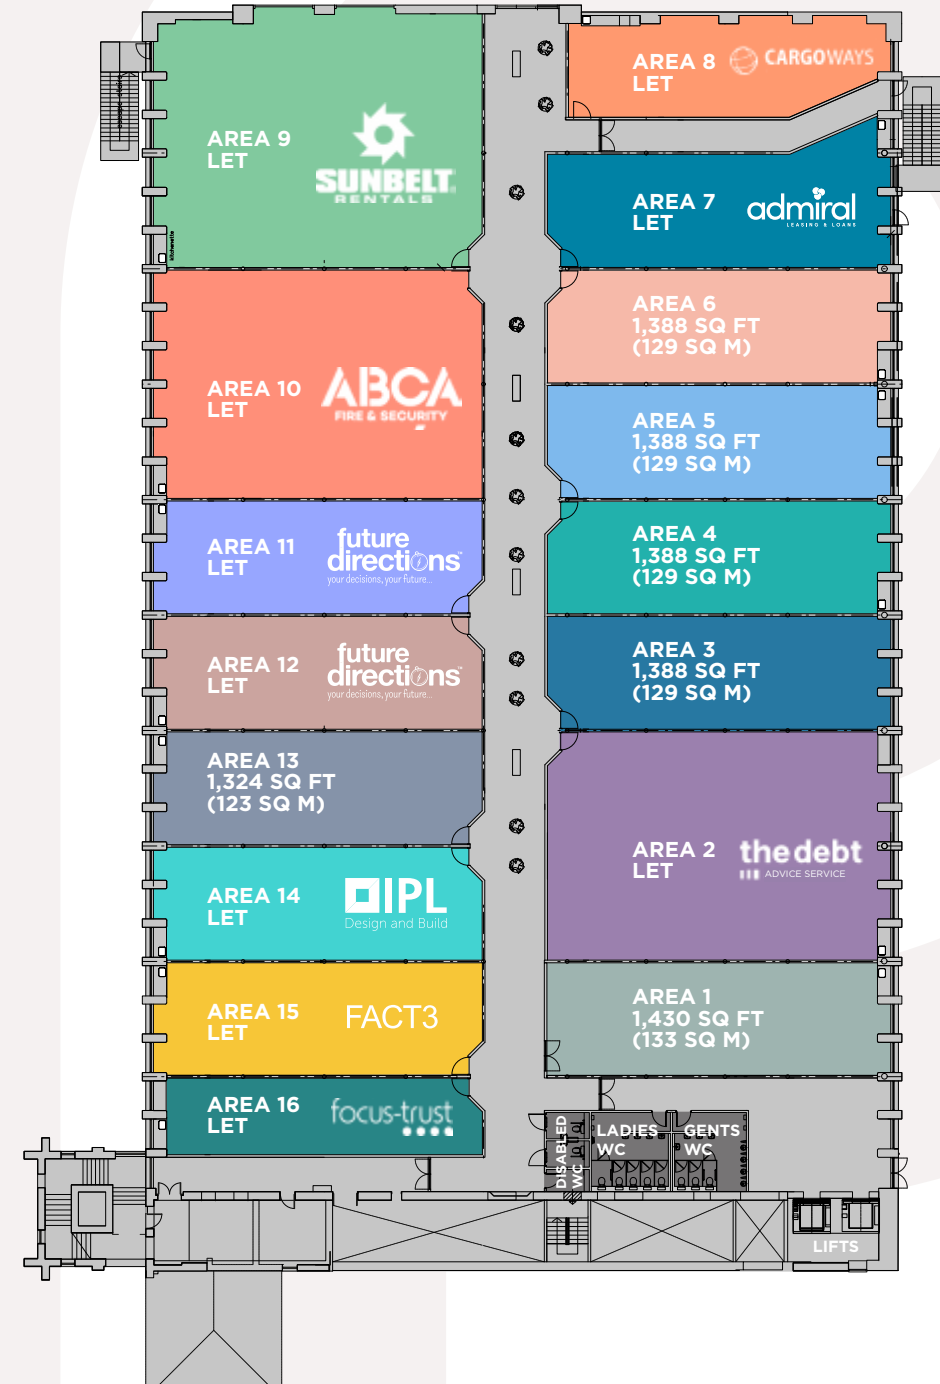 AREA 8
LET
CARGOWAYS
AREA 9
LET
SUNBELT
RENTALS
AREA 7
LET
admiral
LEASING & LOANS
kitchenette
AREA 6
1,388 SQ FT
(129 SQ M)
AREA 10
LET
ABCA
FIRE & SECURITY
AREA 5
1,388 SQ FT
(129 SQ M)
AREA 11
LET
future
directions
your decisions, your future...
AREA 4
1,388 SQ FT
(129 SQ M)
AREA 12
LET
future
directions
your decisions, your future...
AREA 3
1,388 SQ FT
(129 SQ M)
AREA 13
1,324 SQ FT
(123 SQ M)
AREA 2
LET
thedebt
ADVICE SERVICE
AREA 14
LET
IPL
Design and Build
AREA 15
LET
FACT3
AREA 1
1,430 SQ FT
(133 SQ M)
AREA 16
LET
focus-trust
DISABLED
WC
LADIES
WC
GENTS
WC
LIFTS